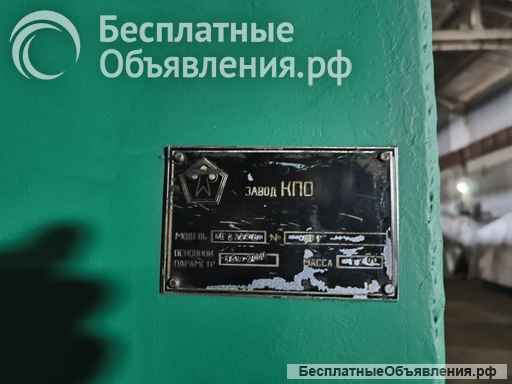 Бесплатные
Объявления.рф
ЗАВОД КПО
МОДЕЛЬ №
ОСНОВНОЙ
ПАРАМЕТР МАССА
БесплатныеОбъявления.рф